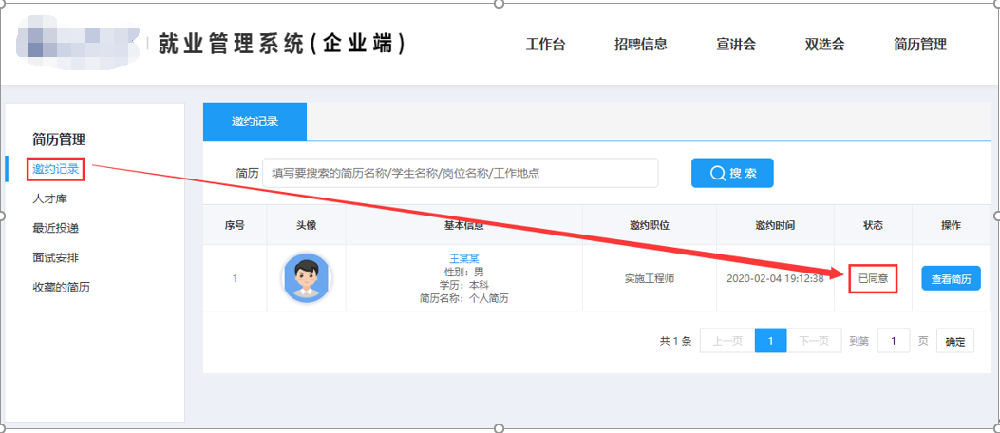 就业管理系统(企业端)
工作台 招聘信息 宣讲会 双选会 简历管理
简历管理
邀约记录
人才库
最近投递
面试安排
收藏的简历
邀约记录
简历 填写要搜索的简历名称/学生名称/岗位名称/工作地点 搜 索
序号 头像 基本信息 邀约职位 邀约时间 状态 操作
1 王某某 实施工程师 2020-02-04 19:12:38 已同意 查看简历
性别：男
学历：本科
简历名称：个人简历
共 1 条 上一页 1 下一页 到第 1 页 确定